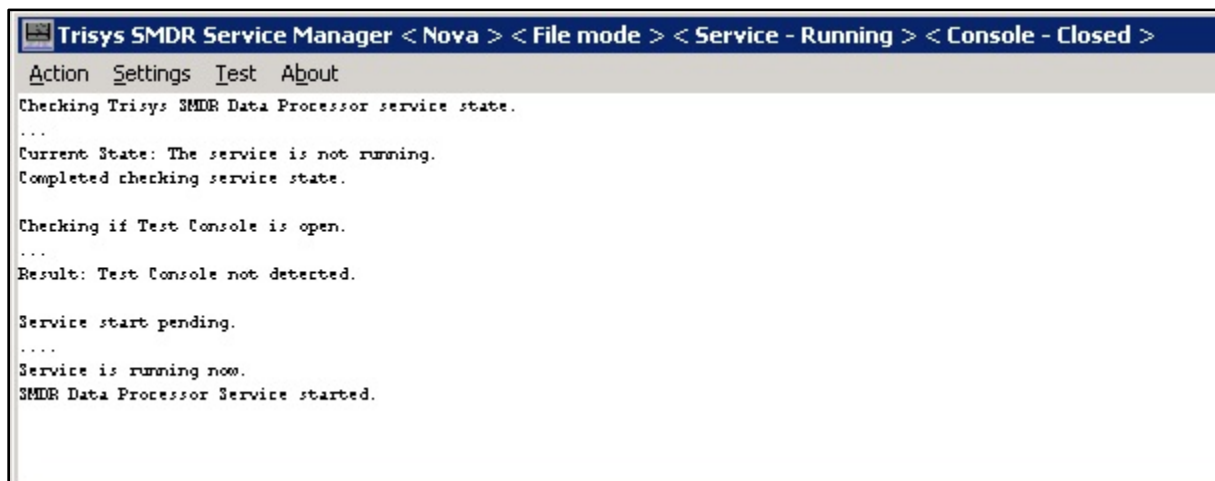 Trisys SMDR Service Manager < Nova > < File mode > < Service - Running > < Console - Closed >
Action Settings Test About
Checking Trisys SMDR Data Processor service state.
...
Current State: The service is not running.
Completed checking service state.
Checking if Test Console is open.
...
Result: Test Console not detected.
Service start pending.
....
Service is running now.
SMDR Data Processor Service started.